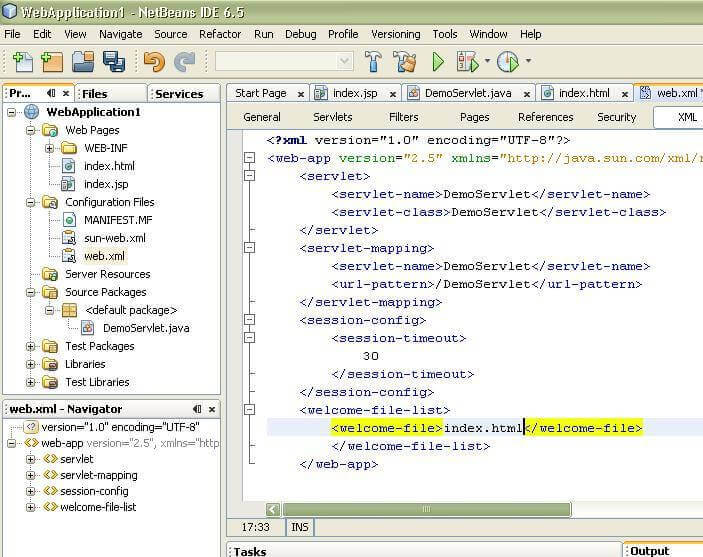 WebApplication1 - NetBeans IDE 6.5
File Edit View Navigate Source Refactor Run Debug Profile Versioning Tools Window Help
Pr... Files Services
WebApplication1
Web Pages
WEB-INF
index.html
index.jsp
Configuration Files
MANIFEST.MF
sun-web.xml
web.xml
Server Resources
Source Packages
<default package>
DemoServlet.java
Test Packages
Libraries
Test Libraries
web.xml - Navigator
version="1.0" encoding="UTF-8"
web-app version="2.5", xmlns="http
servlet
servlet-mapping
session-config
welcome-file-list
Start Page index.jsp DemoServlet.java index.html web.xml *
General Servlets Filters Pages References Security XML
<?xml version="1.0" encoding="UTF-8"?>
<web-app version="2.5" xmlns="http://java.sun.com/xml/
<servlet>
<servlet-name>DemoServlet</servlet-name>
<servlet-class>DemoServlet</servlet-class>
</servlet>
<servlet-mapping>
<servlet-name>DemoServlet</servlet-name>
<url-pattern>/DemoServlet</url-pattern>
</servlet-mapping>
<session-config>
<session-timeout>
30
</session-timeout>
</session-config>
<welcome-file-list>
<welcome-file>index.html</welcome-file>
</welcome-file-list>
</web-app>
17:33 INS
Tasks Output